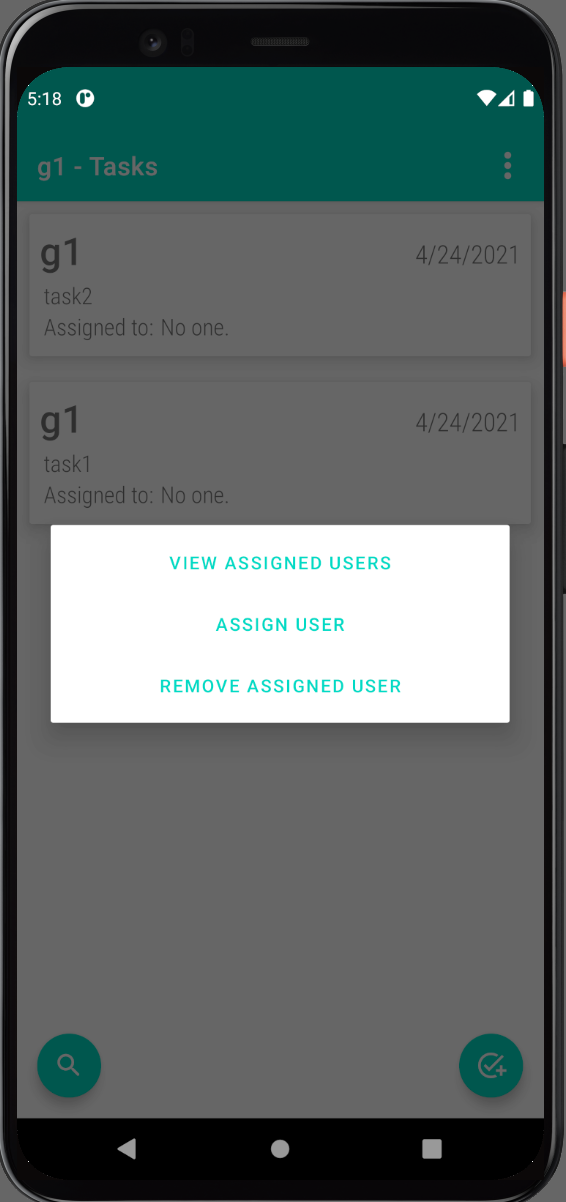 5:18
g1 - Tasks
g1
4/24/2021
task2
Assigned to: No one.
g1
4/24/2021
task1
Assigned to: No one.
VIEW ASSIGNED USERS
ASSIGN USER
REMOVE ASSIGNED USER